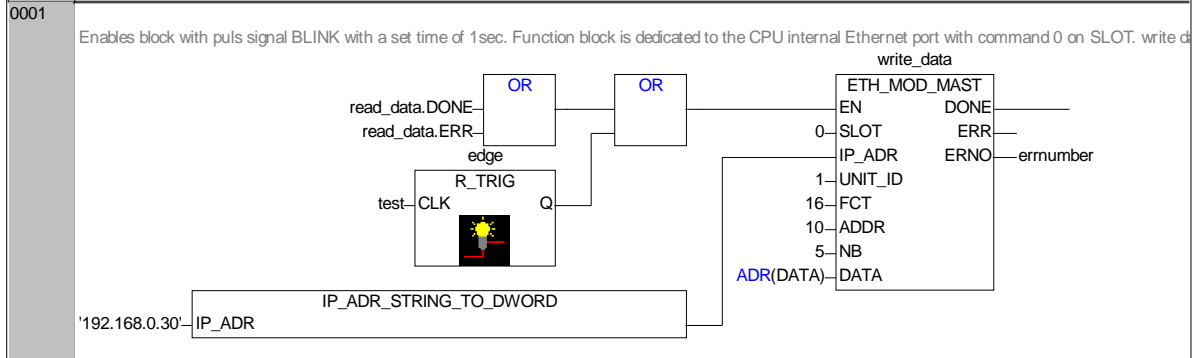 0001
Enables block with puls signal BLINK with a set time of 1sec. Function block is dedicated to the CPU internal Ethernet port with command 0 on SLOT. write
write_data
OR OR ETH_MOD_MAST
read_data.DONE EN DONE
read_data.ERR 0 SLOT ERR
edge IP_ADR ERNO errnumber
R_TRIG 1 UNIT_ID
test CLK Q 16 FCT
10 ADDR
5 NB
ADR(DATA) DATA
IP_ADR_STRING_TO_DWORD
'192.168.0.30' IP_ADR